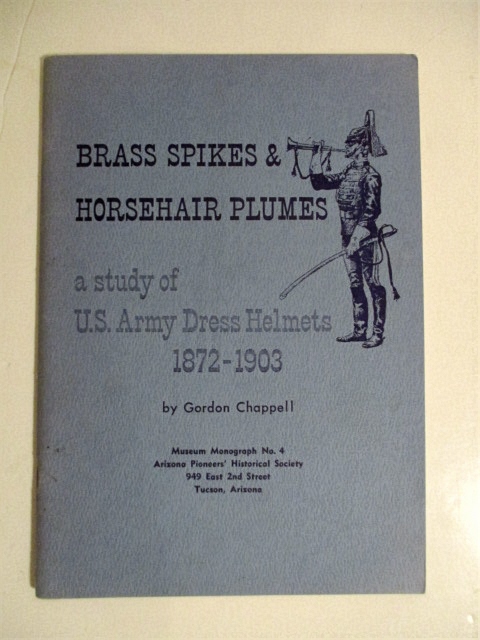 BRASS SPIKES &
HORSEHAIR PLUMES
a study of
U.S. Army Dress Helmets
1872-1903
by Gordon Chappell
Museum Monograph No. 4
Arizona Pioneers' Historical Society
949 East 2nd Street
Tucson, Arizona